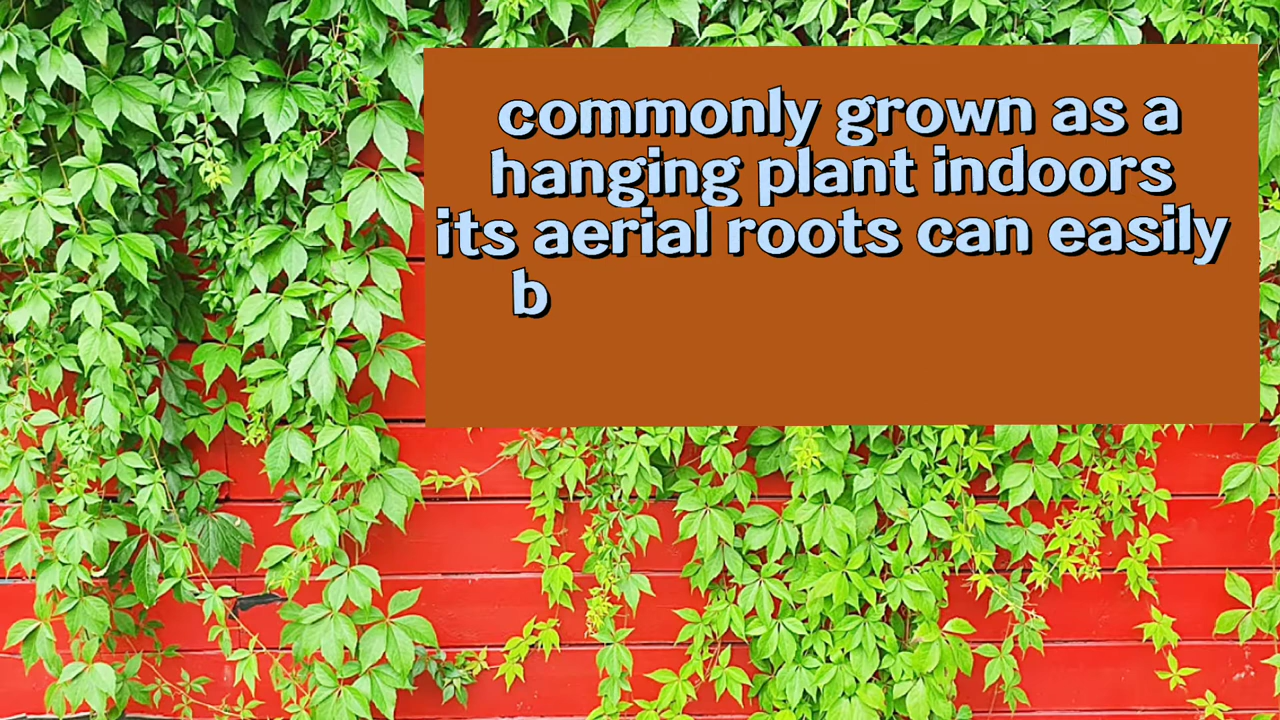 commonly grown as a
hanging plant indoors
its aerial roots can easily
b